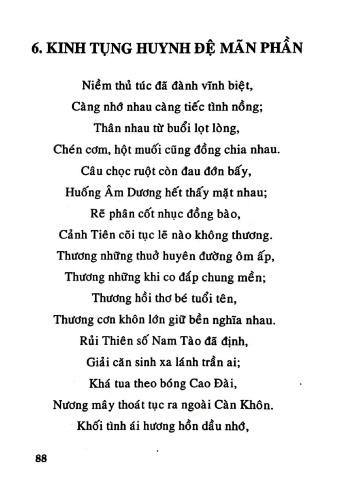 6. KINH TỤNG HUYNH ĐỆ MÃN PHẦN
Niềm thủ túc đã đành vĩnh biệt,
Càng nhớ nhau càng tiếc tình nồng;
Thân nhau từ buổi lọt lòng,
Chén cơm, hột muối cũng đồng chia nhau.
Câu chọc ruột còn đau đớn bấy,
Huống Âm Dương hết thấy mặt nhau;
Rẽ phân cốt nhục đồng bào,
Cảnh Tiên cõi tục lẽ nào không thương.
Thương những thuở huyên đường ôm ấp,
Thương những khi co đắp chung mền;
Thương hồi thơ bé tuổi tên,
Thương cơn khôn lớn giữ bền nghĩa nhau.
Rủi Thiên số Nam Tào đã định,
Giải căn sinh xa lánh trần ai;
Khá tua theo bóng Cao Đài,
Nương mây thoát tục ra ngoài Càn Khôn.
Khối tình ái hương hồn dầu nhớ,
88